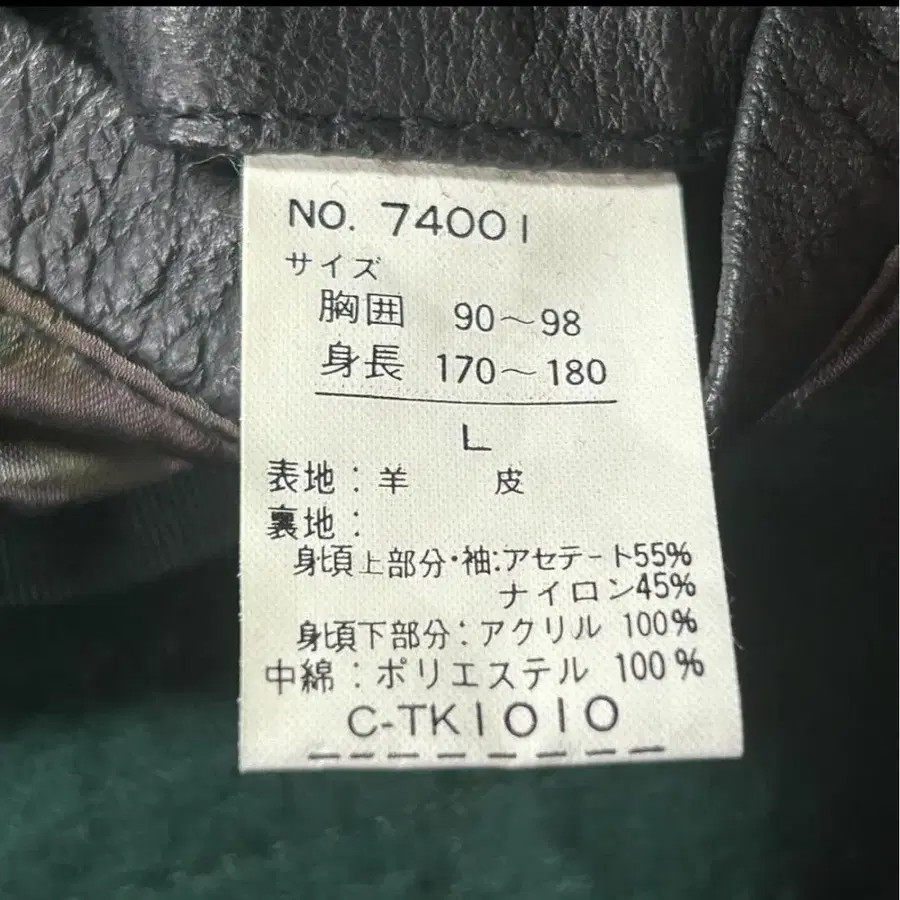 NO. 74001
サイズ
胸囲 90～98
身長 170～180
L
表地：羊 皮
裏地：
身頃上部分・袖：アセテート55%
ナイロン45%
身頃下部分：アクリル 100%
中綿：ポリエステル 100%
C-TK1010